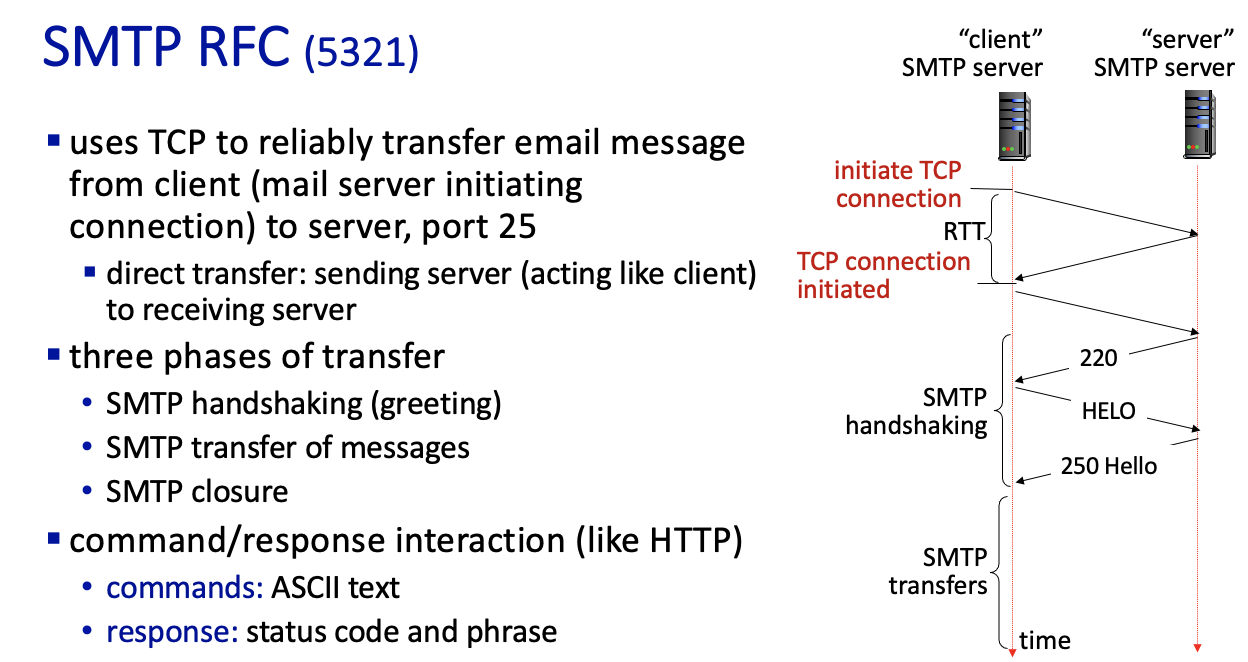 SMTP RFC (5321)
uses TCP to reliably transfer email message
from client (mail server initiating
connection) to server, port 25
direct transfer: sending server (acting like client)
to receiving server
three phases of transfer
SMTP handshaking (greeting)
SMTP transfer of messages
SMTP closure
command/response interaction (like HTTP)
commands: ASCII text
response: status code and phrase
“client”
SMTP server
“server”
SMTP server
initiate TCP
connection
RTT
TCP connection
initiated
220
SMTP
handshaking
HELO
250 Hello
SMTP
transfers
time